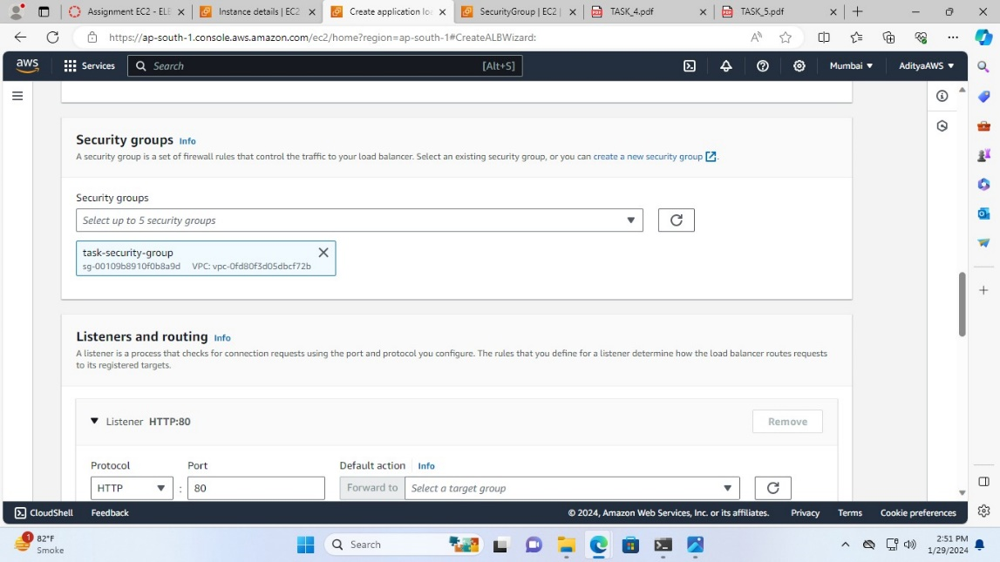 Assignment EC2 - ELB
Instance details | EC2
Create application loa
SecurityGroup | EC2 |
TASK_4.pdf
TASK_5.pdf
https://ap-south-1.console.aws.amazon.com/ec2/home?region=ap-south-1#CreateALBWizard:
aws
Services
Search
[Alt+S]
Mumbai
AdityaAWS
Security groups Info
A security group is a set of firewall rules that control the traffic to your load balancer. Select an existing security group, or you can create a new security group.
Security groups
Select up to 5 security groups
task-security-group
sg-00109b8910f0b8a9d VPC: vpc-0fd80f3d05dbcf72b
Listeners and routing Info
A listener is a process that checks for connection requests using the port and protocol you configure. The rules that you define for a listener determine how the load balancer routes requests
to its registered targets.
Listener HTTP:80
Remove
Protocol
Port
Default action Info
HTTP
:
80
Forward to
Select a target group
CloudShell
Feedback
© 2024, Amazon Web Services, Inc. or its affiliates.
Privacy
Terms
Cookie preferences
1
82°F
Smoke
Search
2:51 PM
1/29/2024